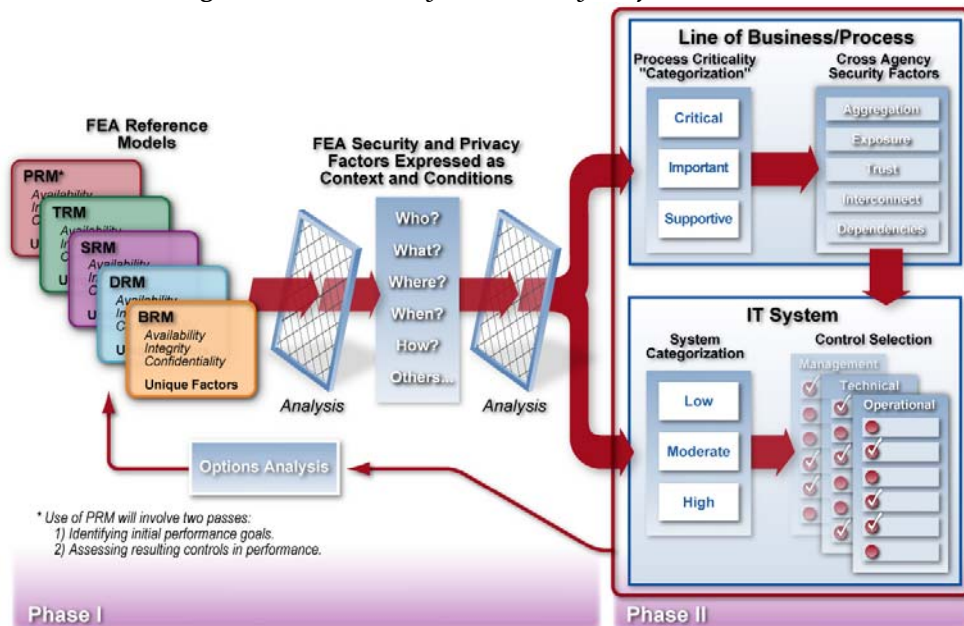 FEA Reference
Models
PRM*
Availability
TRM
Availability
SRM
Availability
DRM
Availability
BRM
Availability
Integrity
Confidentiality
Unique Factors
FEA Security and Privacy
Factors Expressed as
Context and Conditions
Who?
What?
Where?
When?
How?
Others...
Analysis
Analysis
Options Analysis
* Use of PRM will involve two passes:
1) Identifying initial performance goals.
2) Assessing resulting controls in performance.
Phase I
Line of Business/Process
Process Criticality
"Categorization"
Critical
Important
Supportive
Cross Agency
Security Factors
Aggregation
Exposure
Trust
Interconnect
Dependencies
IT System
System
Categorization
Low
Moderate
High
Control Selection
Management
Technical
Operational
Phase II